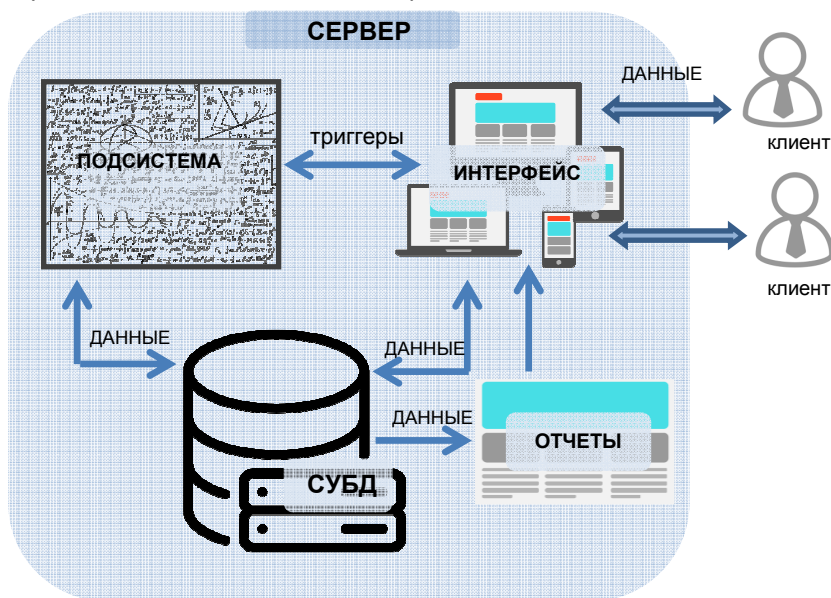 СЕРВЕР
ДАННЫЕ
клиент
ПОДСИСТЕМА
триггеры
ИНТЕРФЕЙС
клиент
ДАННЫЕ
ДАННЫЕ
ДАННЫЕ
ОТЧЕТЫ
СУБД